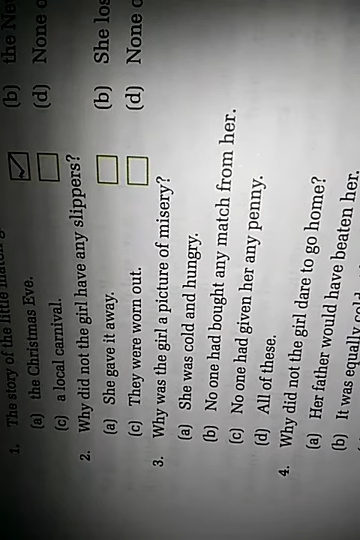 1. The story of the little match g
(a) the Christmas Eve.
(b) the Nev
(c) a local carnival.
(d) None o
2. Why did not the girl have any slippers?
(a) She gave it away.
(b) She los
(c) They were worn out.
(d) None o
3. Why was the girl a picture of misery?
(a) She was cold and hungry.
(b) No one had bought any match from her.
(c) No one had given her any penny.
(d) All of these.
4. Why did not the girl dare to go home?
(a) Her father would have beaten her.
(b) It was equally cold